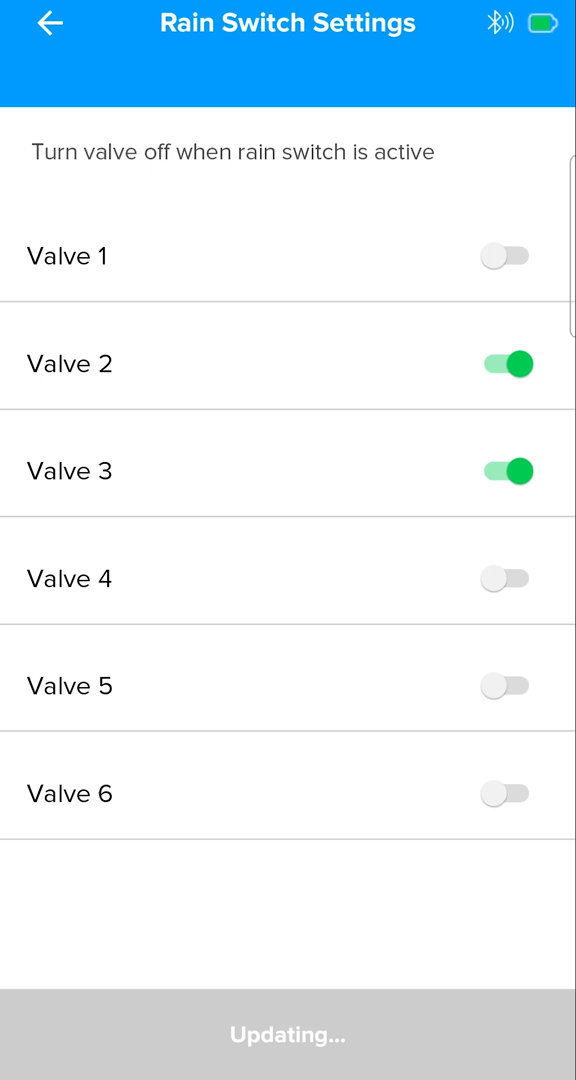 Rain Switch Settings
Turn valve off when rain switch is active
Valve 1
Valve 2
Valve 3
Valve 4
Valve 5
Valve 6
Updating...